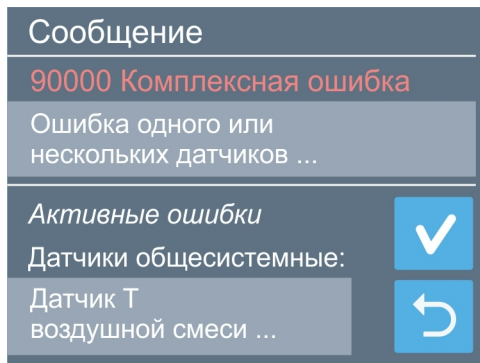 Сообщение
90000 Комплексная ошибка
Ошибка одного или
нескольких датчиков ...
Активные ошибки
Датчики общесистемные:
Датчик Т
воздушной смеси ...